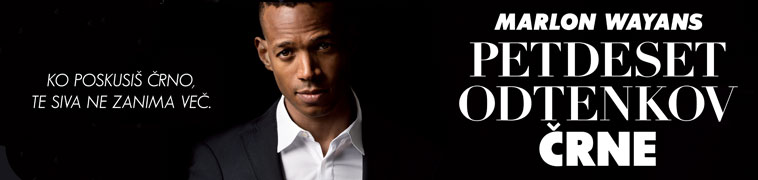 KO POSKUSIŠ ČRNO,
TE SIVA NE ZANIMA VEČ.
MARLON WAYANS
PETDESET
ODTENKOV
ČRNE